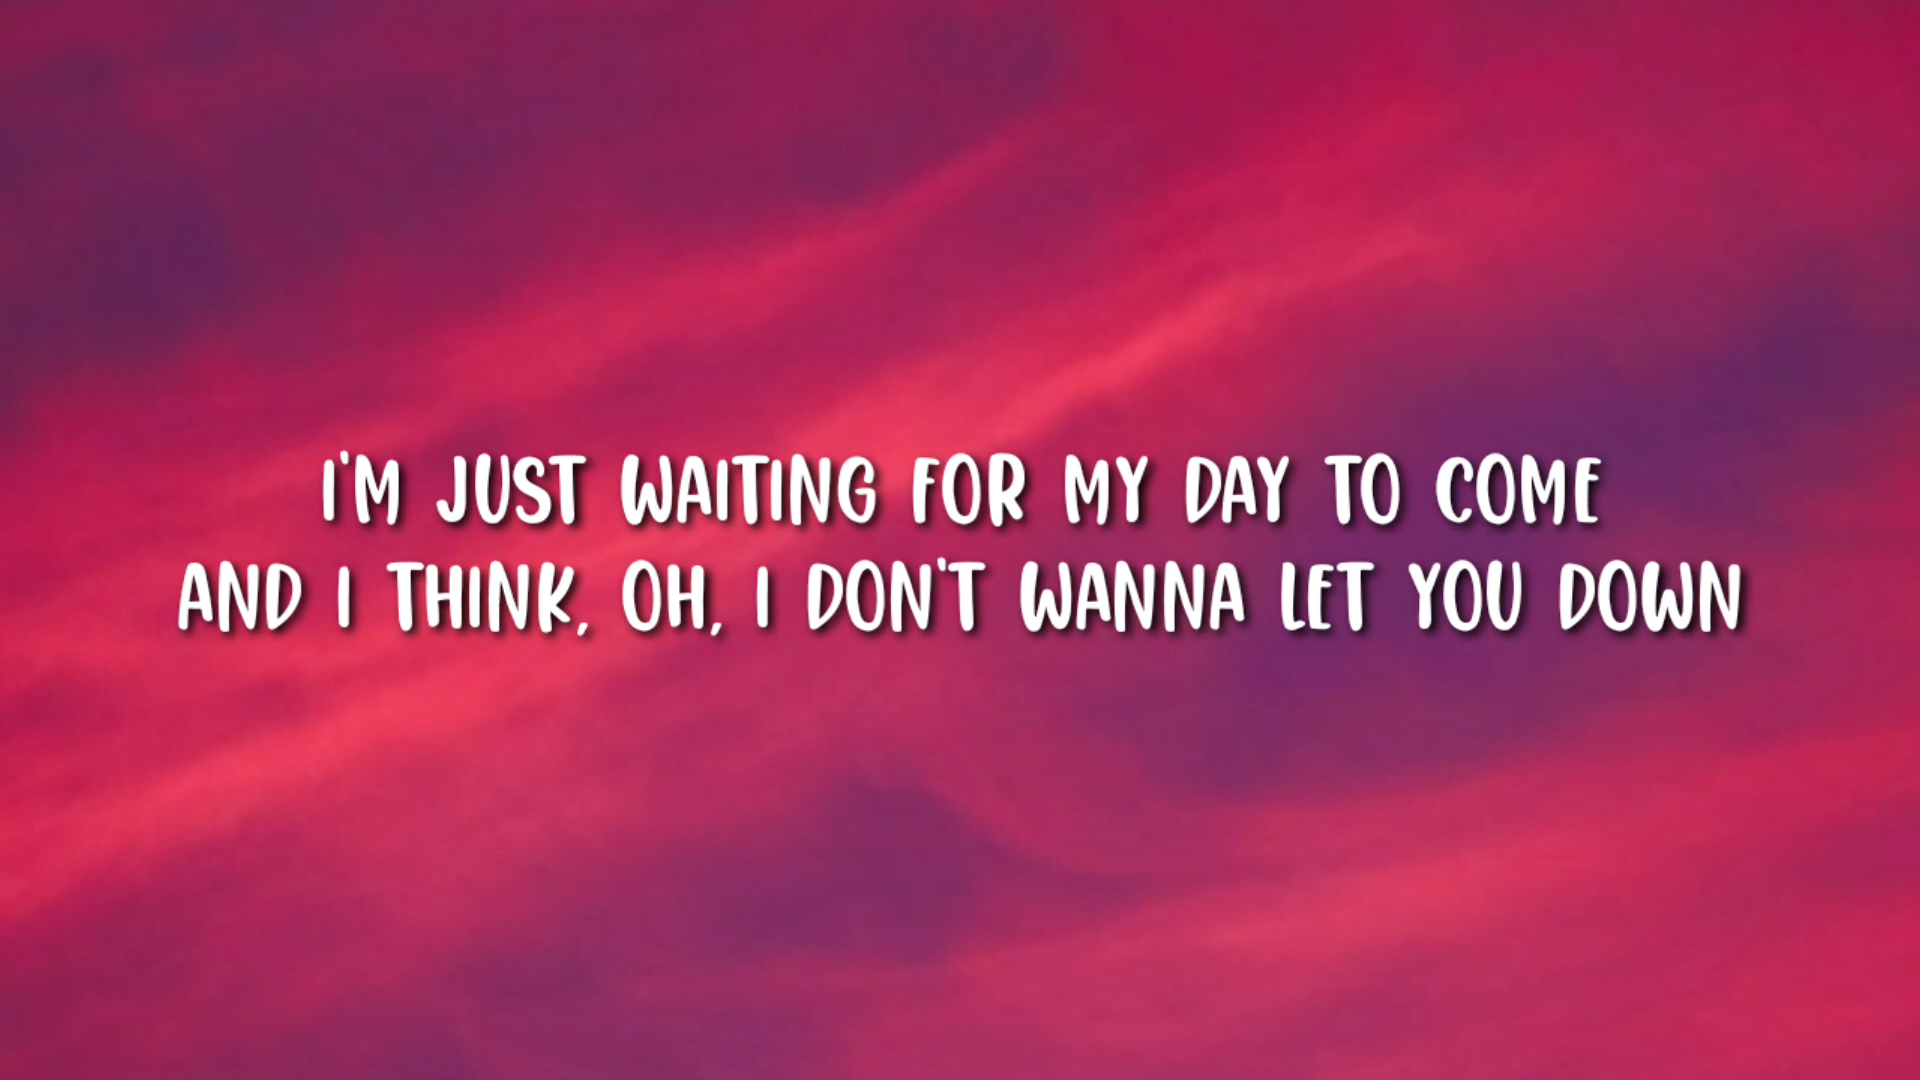 I'M JUST WAITING FOR MY DAY TO COME
AND I THINK, OH, I DON'T WANNA LET YOU DOWN